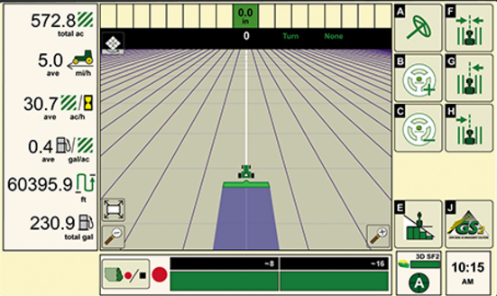 572.8
total ac
5.0
ave mi/h
30.7 /
ave ac/h
0.4 /
ave gal/ac
60395.9
ft
230.9
total gal
0.0
in
0 Turn None
~8 ~16
A
F
B
G
C
H
E
J
GS2
3D SF2
A
10:15
AM